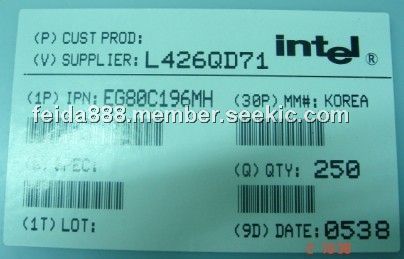 (P) CUST PROD:
(V) SUPPLIER: L426QD71
intel ®
(1P) IPN: EG80C196MH
(30P) MM#: KOREA
feida888.member.seekic.com
(Q) QTY: 250
(1T) LOT:
(9D) DATE: 0538